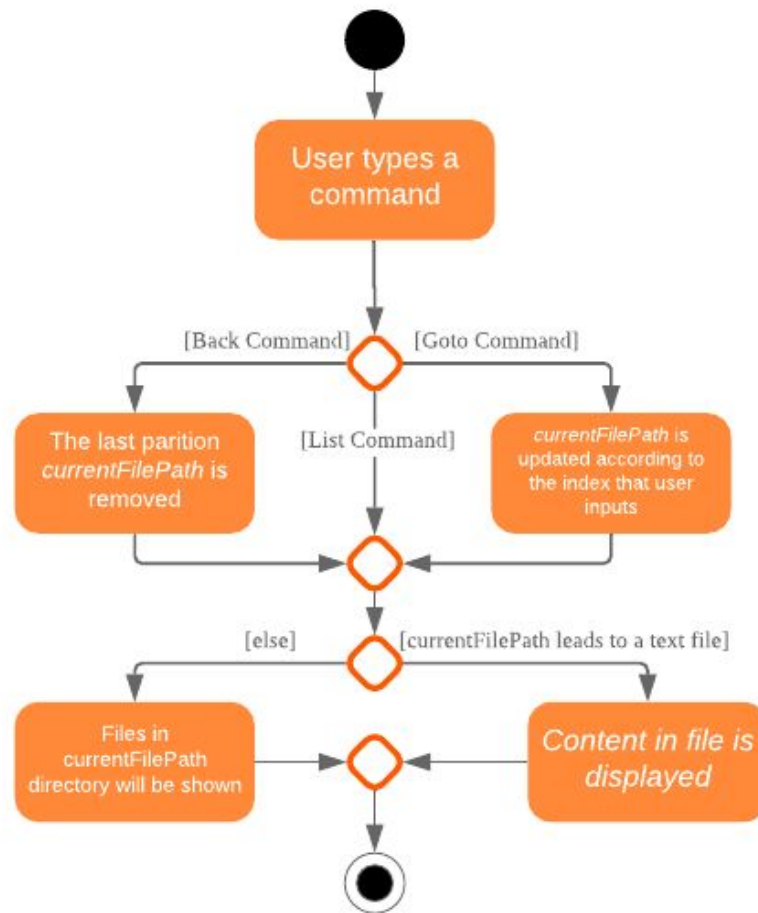 User types a
command
[Back Command]
[Goto Command]
[List Command]
The last parition
currentFilePath is
removed
currentFilePath is
updated according to
the index that user
inputs
[else]
[currentFilePath leads to a text file]
Files in
currentFilePath
directory will be shown
Content in file is
displayed